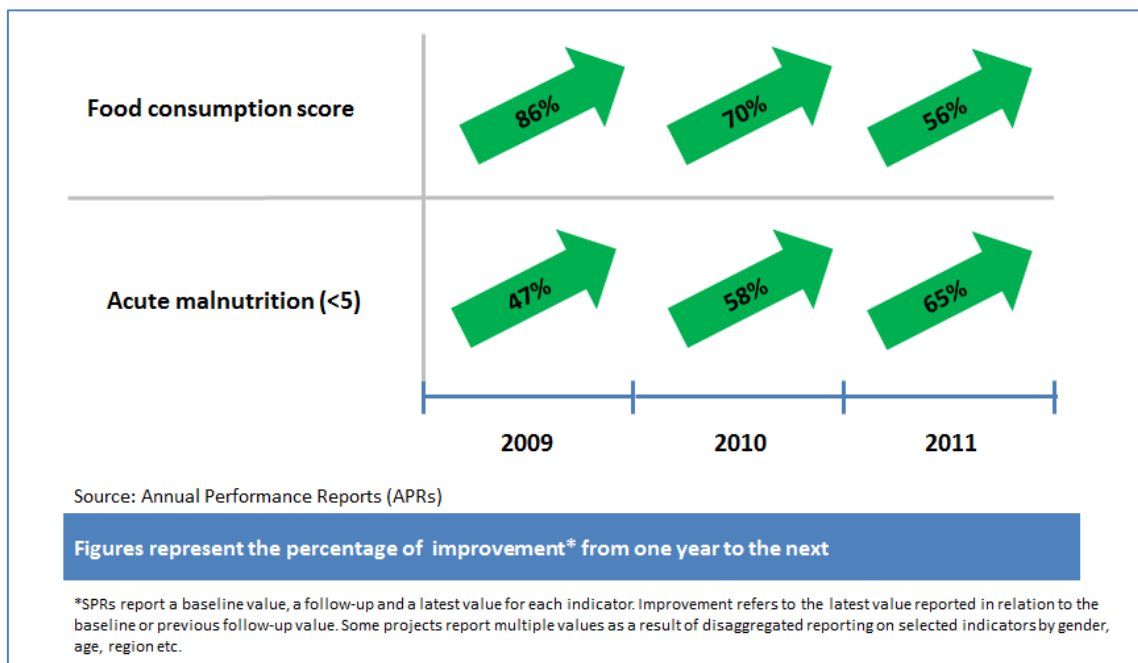 Food consumption score
86%
70%
56%
Acute malnutrition (<5)
47%
58%
65%
2009
2010
2011
Source: Annual Performance Reports (APRs)
Figures represent the percentage of improvement* from one year to the next
*SPRs report a baseline value, a follow-up and a latest value for each indicator. Improvement refers to the latest value reported in relation to the
baseline or previous follow-up value. Some projects report multiple values as a result of disaggregated reporting on selected indicators by gender,
age, region etc.